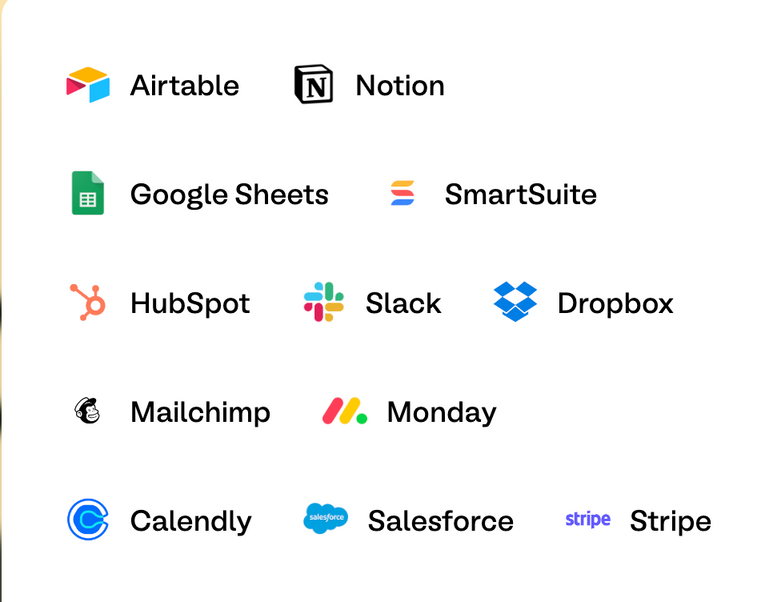 Airtable Notion
Google Sheets SmartSuite
HubSpot Slack Dropbox
Mailchimp Monday
Calendly salesforce Salesforce stripe Stripe